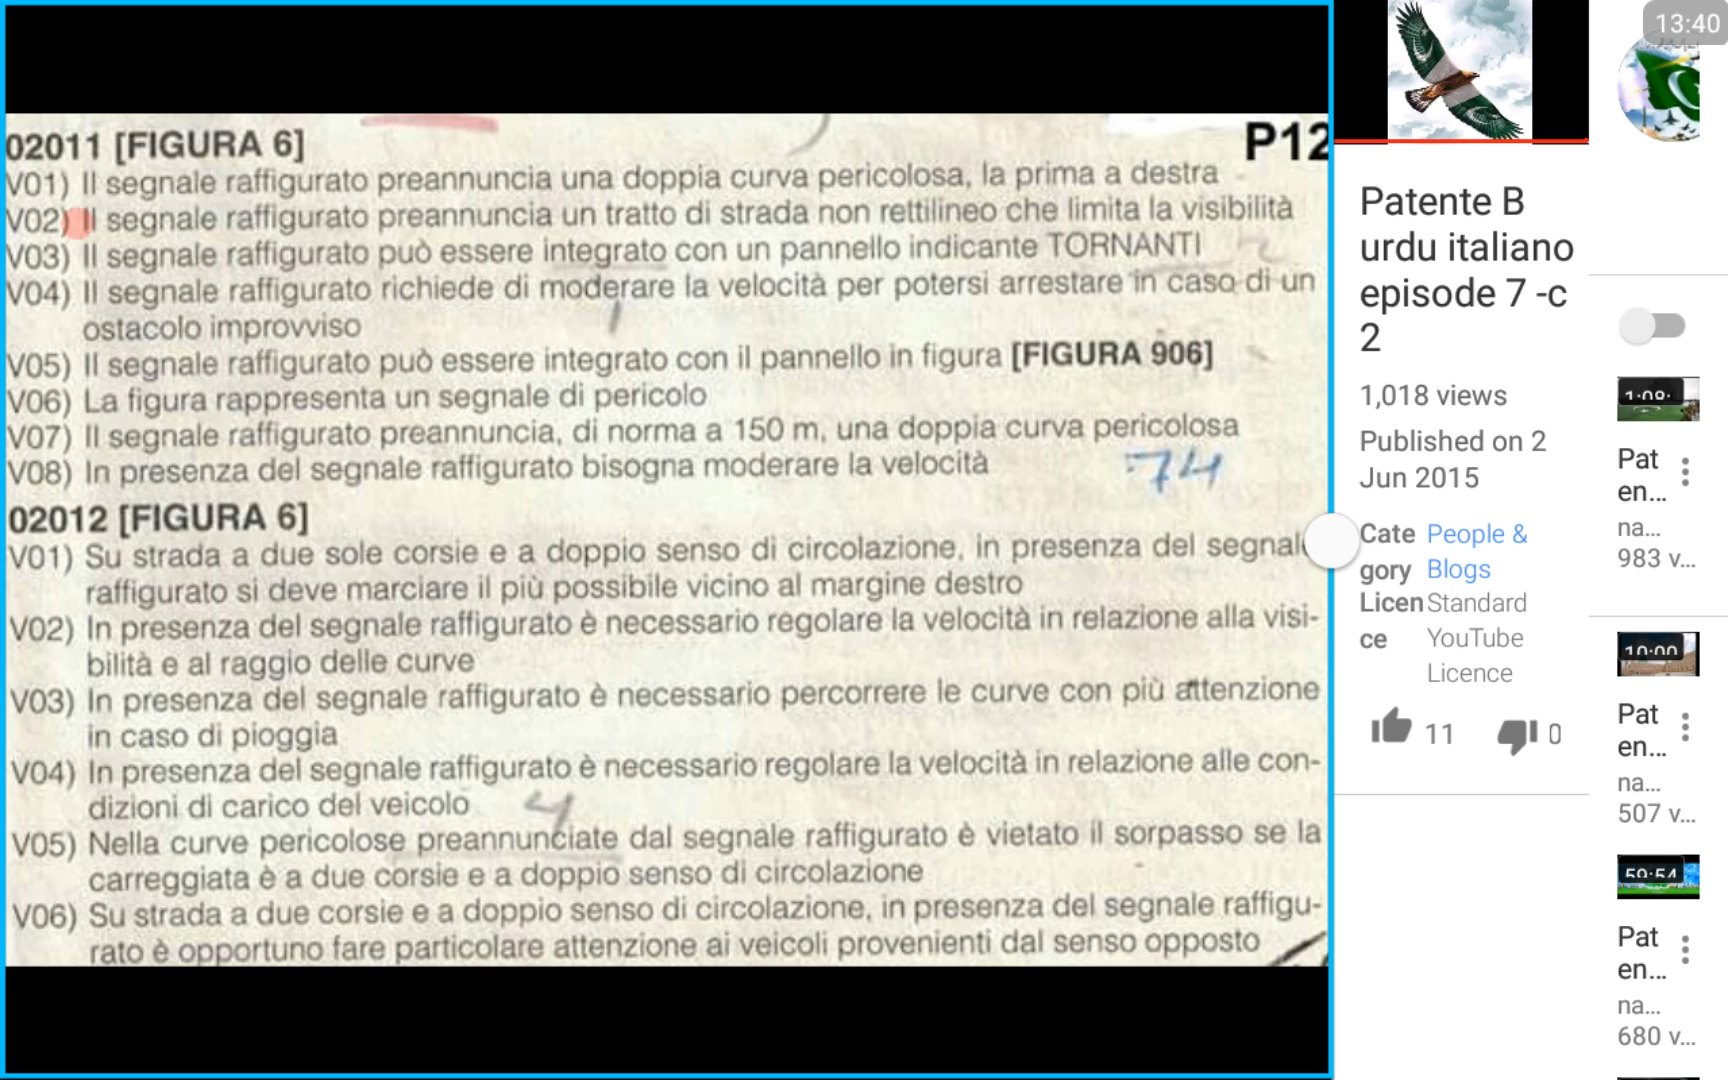 13:40
02011 [FIGURA 6]
P12
V01) Il segnale raffigurato preannuncia una doppia curva pericolosa, la prima a destra
V02) Il segnale raffigurato preannuncia un tratto di strada non rettilineo che limita la visibilità
V03) Il segnale raffigurato può essere integrato con un pannello indicante TORNANTI
V04) Il segnale raffigurato richiede di moderare la velocità per potersi arrestare in caso di un
ostacolo improvviso
V05) Il segnale raffigurato può essere integrato con il pannello in figura [FIGURA 906]
V06) La figura rappresenta un segnale di pericolo
V07) Il segnale raffigurato preannuncia, di norma a 150 m, una doppia curva pericolosa
V08) In presenza del segnale raffigurato bisogna moderare la velocità
74
02012 [FIGURA 6]
V01) Su strada a due sole corsie e a doppio senso di circolazione, in presenza del segnale
raffigurato si deve marciare il più possibile vicino al margine destro
V02) In presenza del segnale raffigurato è necessario regolare la velocità in relazione alla visi-
bilità e al raggio delle curve
V03) In presenza del segnale raffigurato è necessario percorrere le curve con più attenzione
in caso di pioggia
V04) In presenza del segnale raffigurato è necessario regolare la velocità in relazione alle con-
dizioni di carico del veicolo
4
V05) Nella curve pericolose preannunciate dal segnale raffigurato è vietato il sorpasso se la
carreggiata è a due corsie e a doppio senso di circolazione
V06) Su strada a due corsie e a doppio senso di circolazione, in presenza del segnale raffigu-
rato è opportuno fare particolare attenzione ai veicoli provenienti dal senso opposto
Patente B
urdu italiano
episode 7 -c
2
1,018 views
Published on 2
Jun 2015
Cate
gory
People &
Blogs
Licen
ce
Standard
YouTube
Licence
11
0
1:08:
Pat
en...
na...
983 v...
10:00
Pat
en...
na...
507 v...
59:54
Pat
en...
na...
680 v...